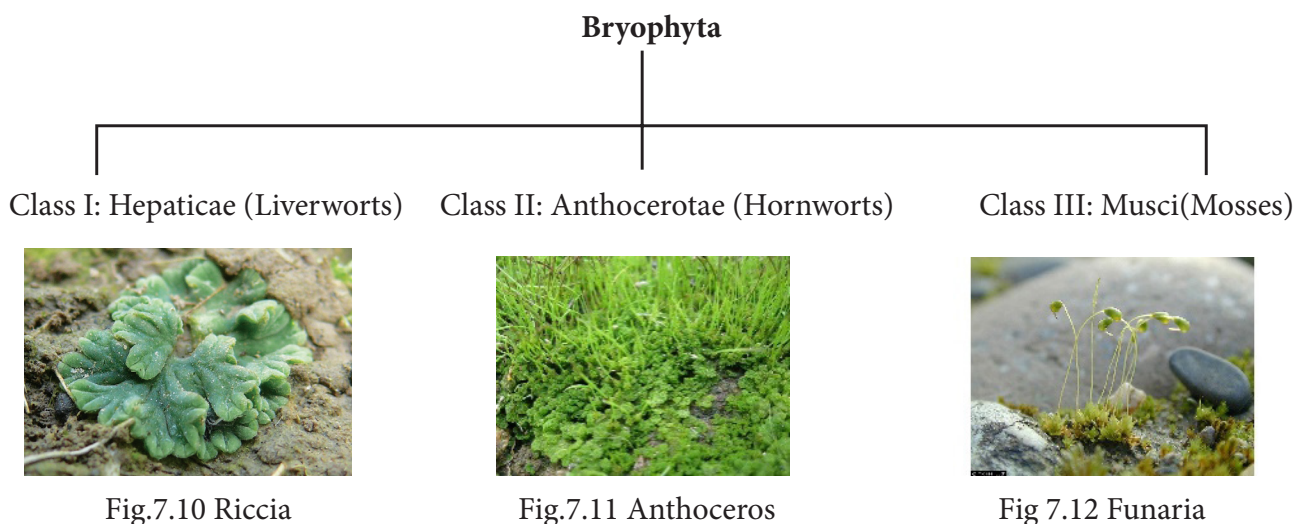 Bryophyta
Class I: Hepaticae (Liverworts)
Class II: Anthocerotae (Hornworts)
Class III: Musci(Mosses)
Fig.7.10 Riccia
Fig.7.11 Anthoceros
Fig 7.12 Funaria